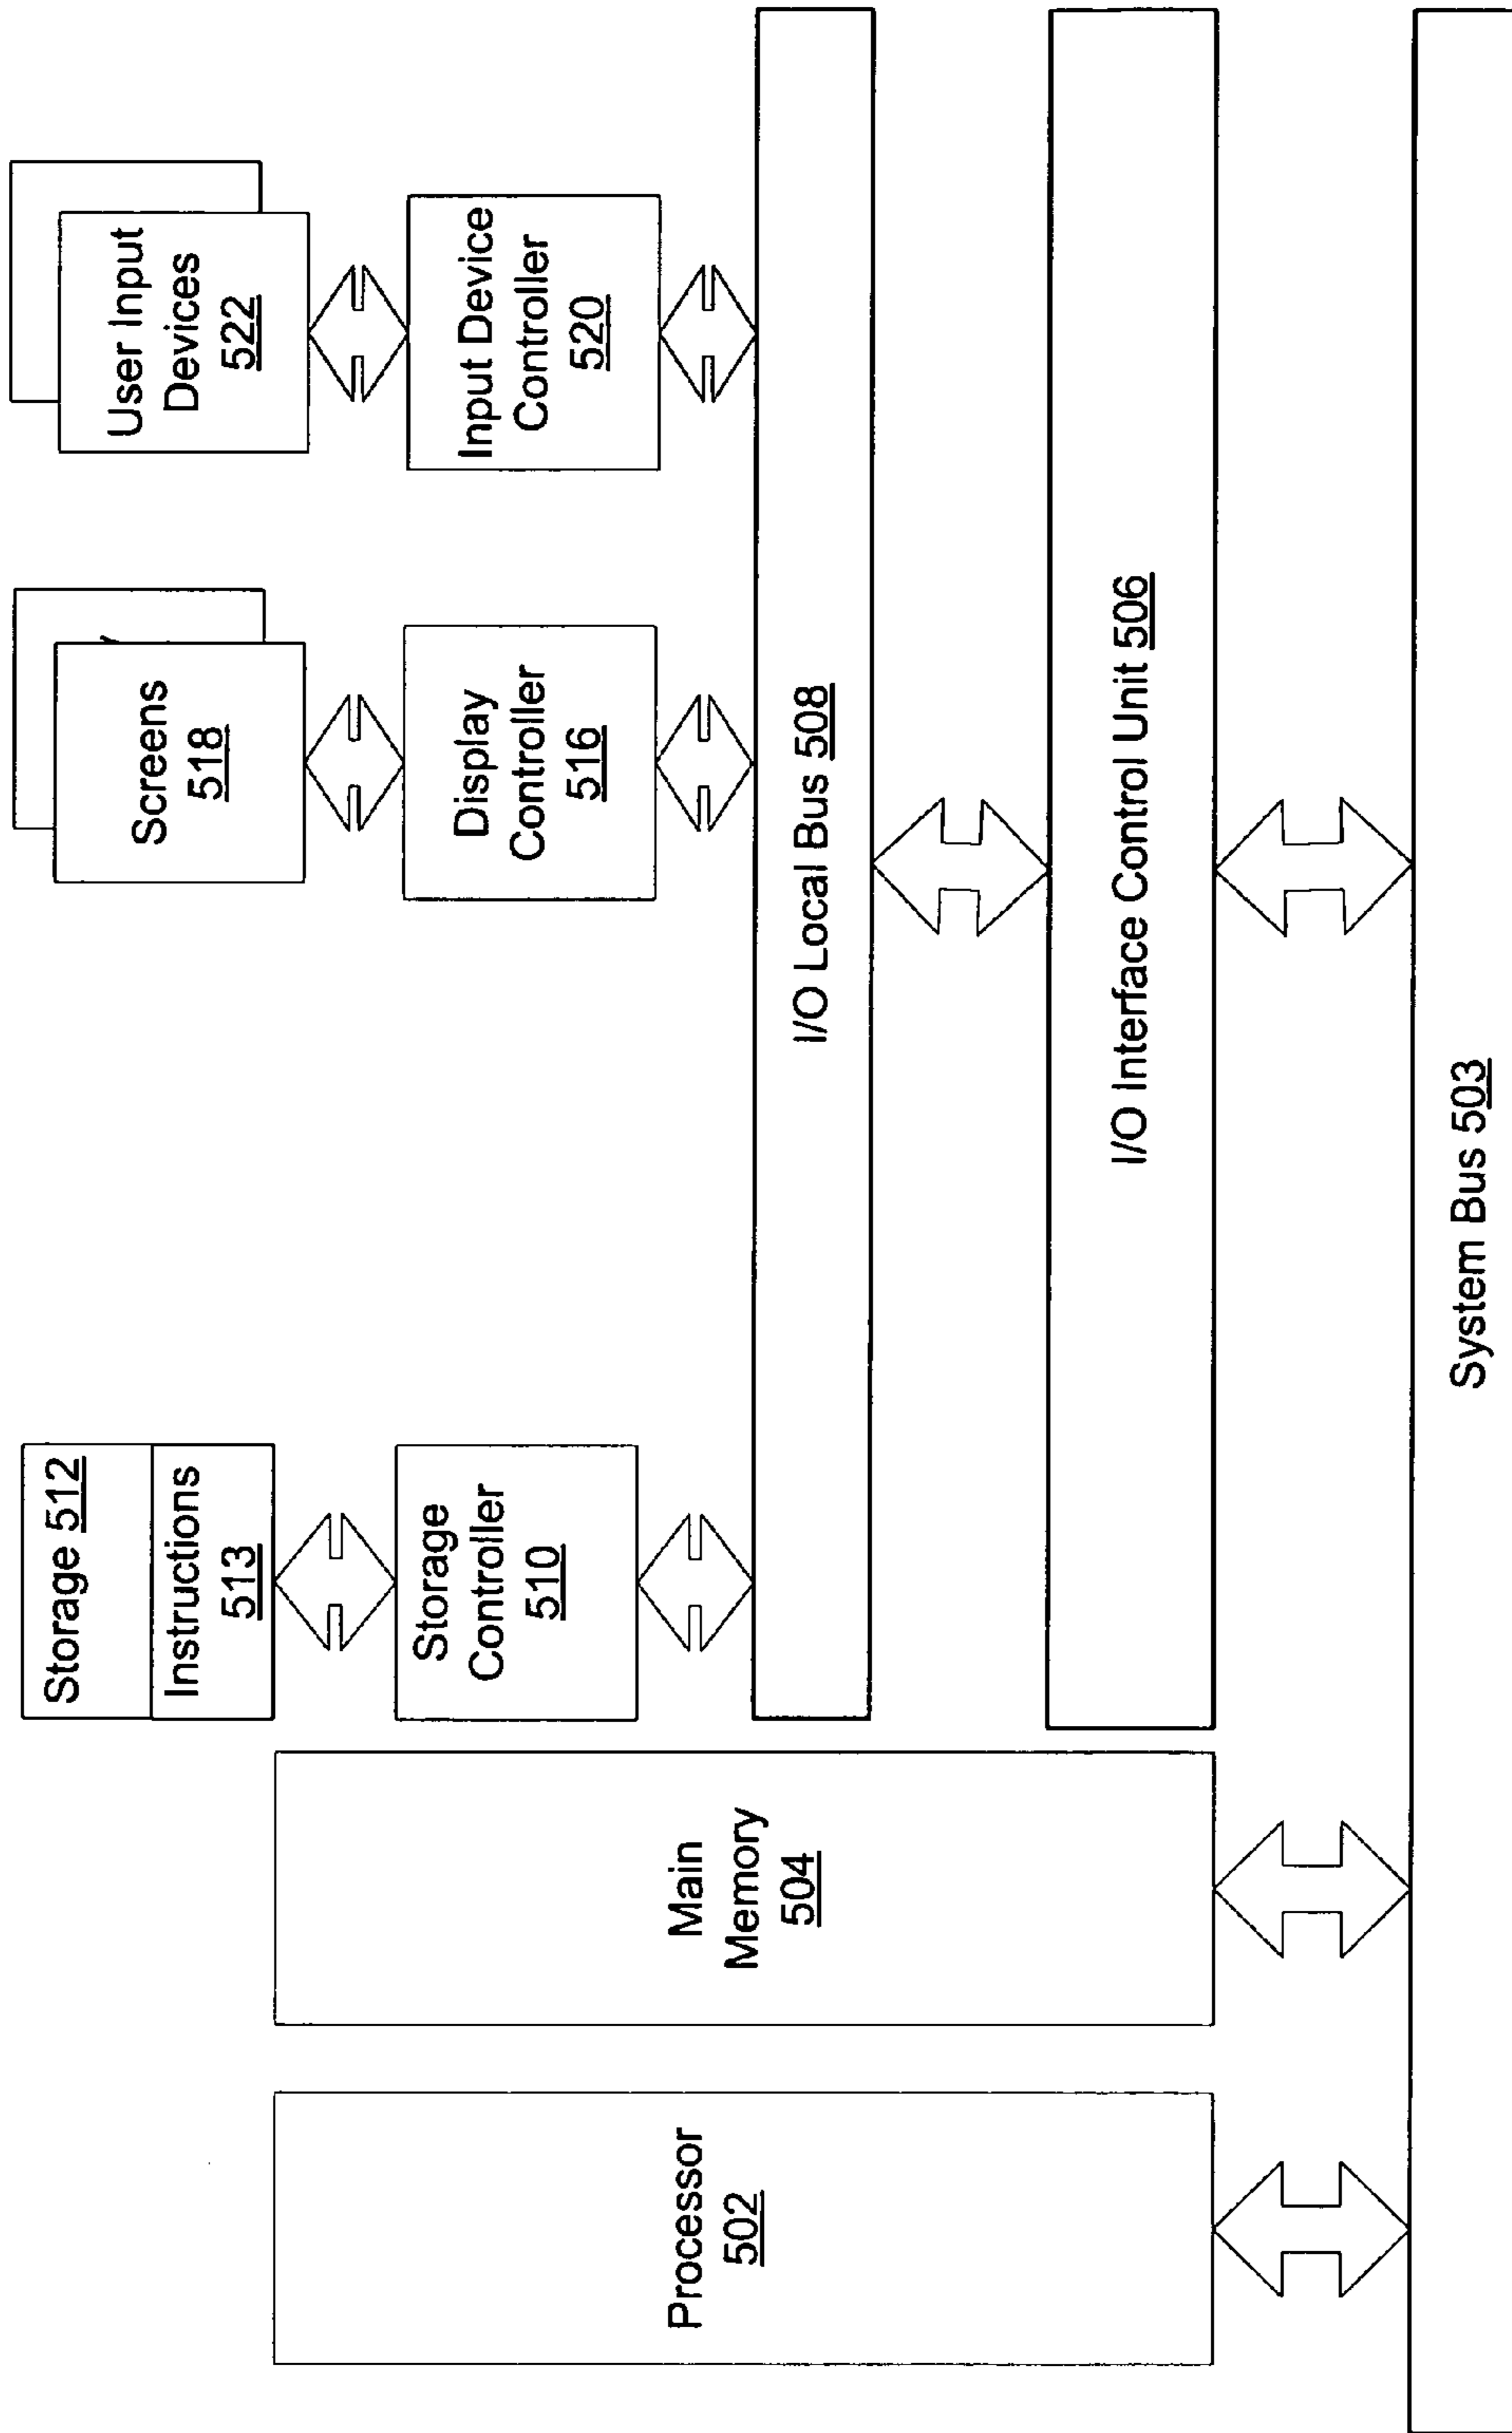 Storage 512
Instructions
513
Screens
518
User Input
Devices
522
Storage
Controller
510
Display
Controller
516
Input Device
Controller
520
Processor
502
Main
Memory
504
I/O Local Bus 508
I/O Interface Control Unit 506
System Bus 503